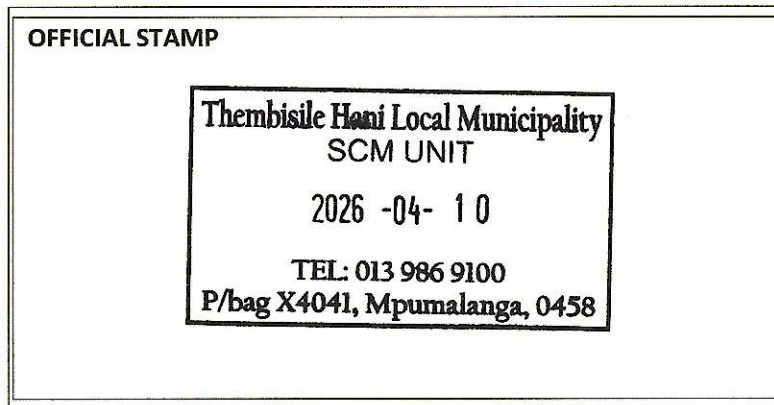 OFFICIAL STAMP
Thembisile Hani Local Municipality
SCM UNIT
2026 -04- 10
TEL: 013 986 9100
P/bag X4041, Mpumalanga, 0458